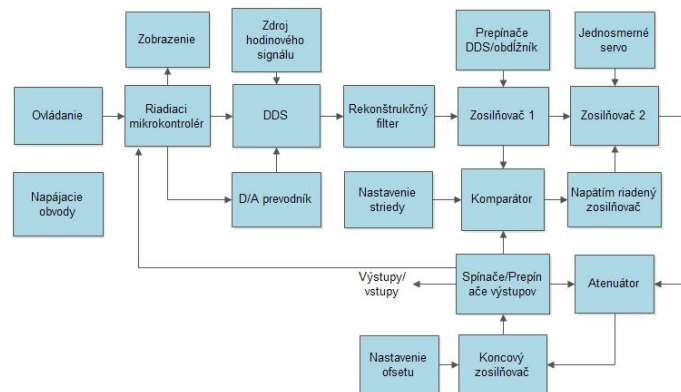 Zobrazenie
Zdroj
hodinového
signálu
Prepínače
DDS/obdĺžník
Jednosmerné
servo
Ovládanie
Riadiaci
mikrokontrolér
DDS
Rekonštrukčný
filter
Zosilňovač 1
Zosilňovač 2
Napájacie
obvody
D/A prevodník
Nastavenie
striedy
Komparátor
Napätím riadený
zosilňovač
Výstupy/
vstupy
Spínače/Prepín
ače výstupov
Atenuátor
Nastavenie
ofsetu
Koncový
zosilňovač